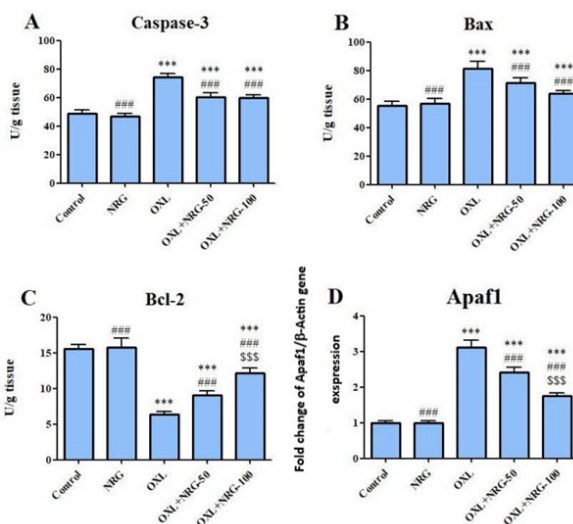 A
Caspase-3
U/g tissue
100
80
60
40
20
0
###
***
***
###
***
###
Control
NRG
OXL
OXL+NRG-50
OXL+NRG-100
B
Bax
U/g tissue
100
80
60
40
20
0
###
***
***
###
***
###
Control
NRG
OXL
OXL+NRG-50
OXL+NRG-100
C
Bcl-2
U/g tissue
20
15
10
5
0
###
***
***
###
***
###
$$$
Control
NRG
OXL
OXL+NRG-50
OXL+NRG-100
D
Apaf1
Fold change of Apaf1/β-Actin gene
exspression
4
3
2
1
0
###
***
***
###
***
###
$$$
Control
NRG
OXL
OXL+NRG-50
OXL+NRG-100